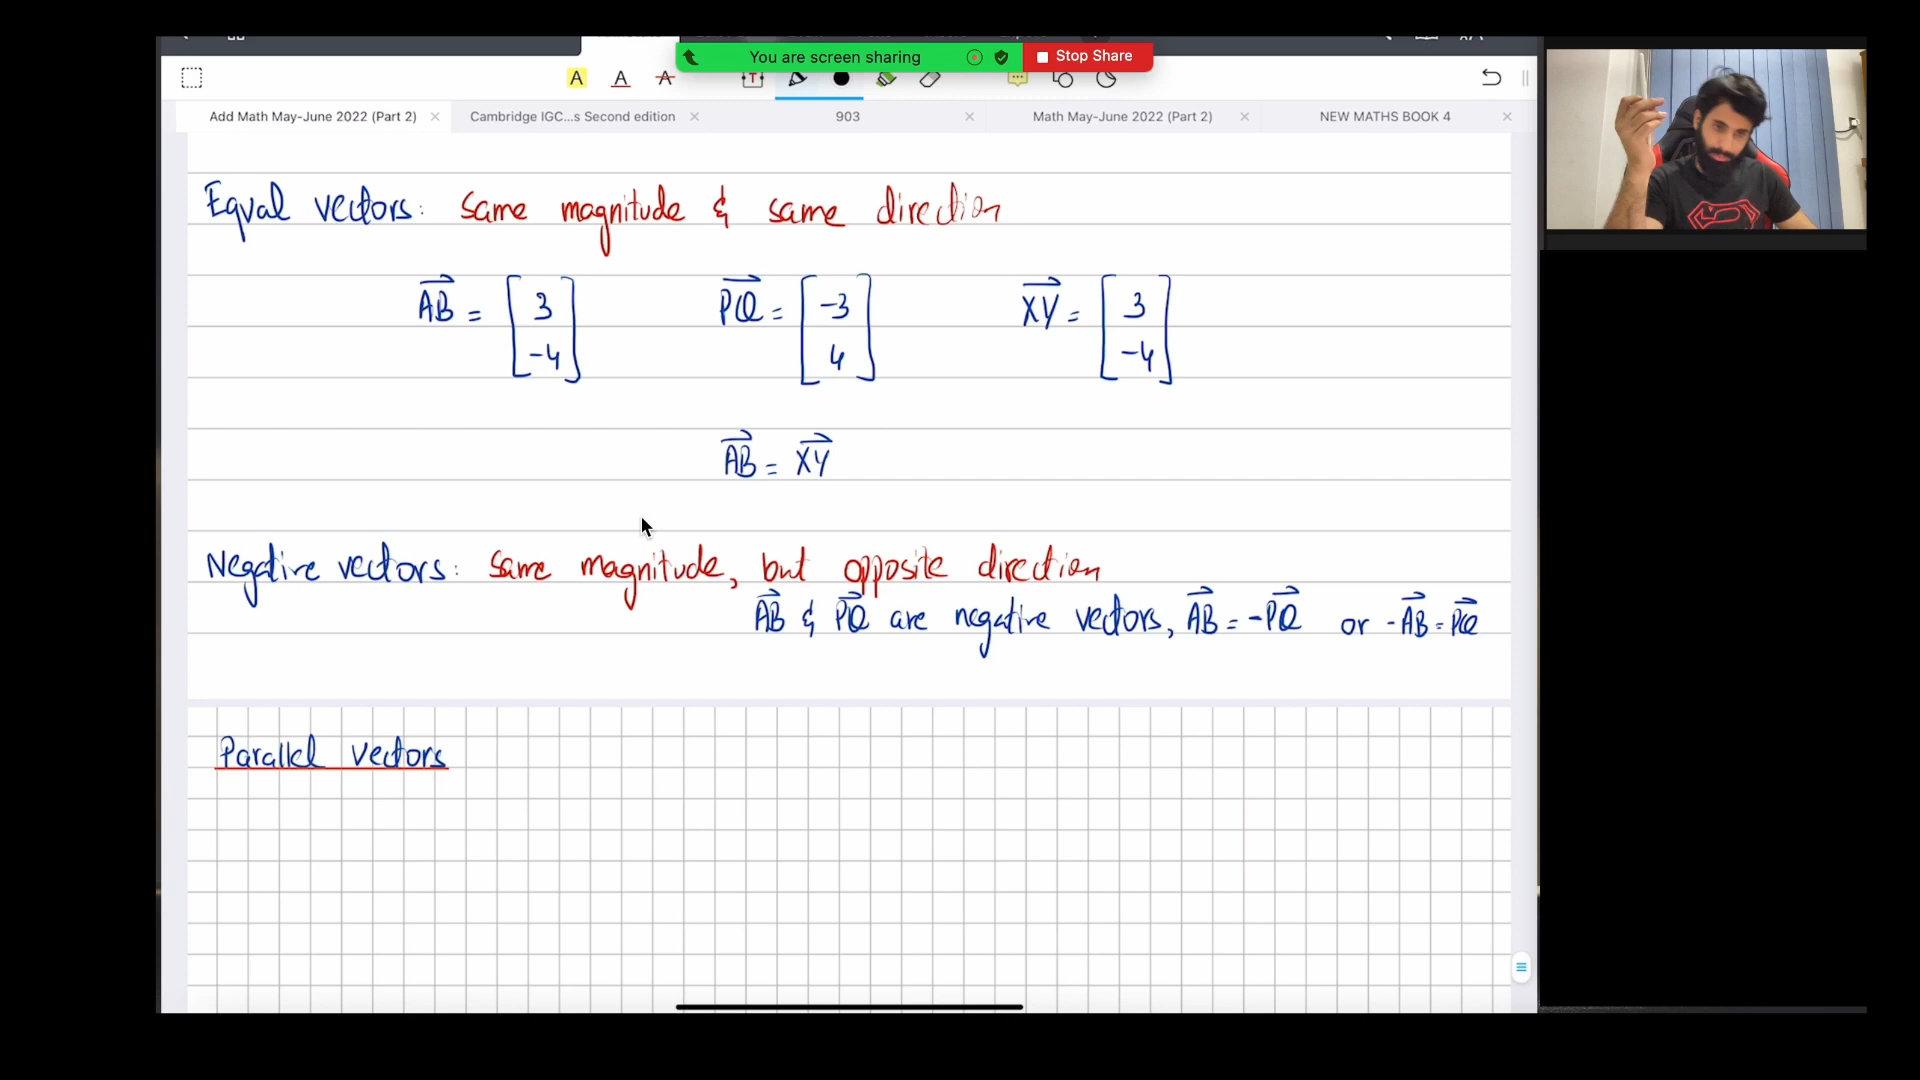 You are screen sharing
Stop Share
A A A T
Add Math May-June 2022 (Part 2) Cambridge IGC...s Second edition 903 Math May-June 2022 (Part 2) NEW MATHS BOOK 4
Equal vectors: same magnitude & same direction
AB = [3 -4] PQ = [-3 4] XY = [3 -4]
AB = XY
Negative vectors: same magnitude, but opposite direction
AB & PQ are negative vectors, AB = -PQ or -AB = PQ
Parallel vectors